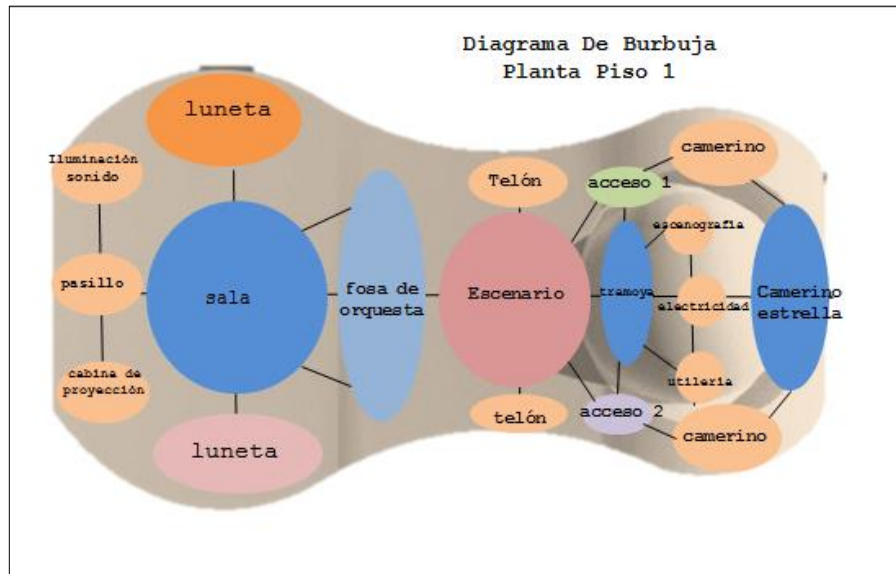 Diagrama De Burbuja
Planta Piso 1
luneta
Iluminación
sonido
pasillo
cabina de
proyección
sala
luneta
fosa de
orquesta
Telón
Escenario
telón
acceso 1
tramoya
acceso 2
camerino
escenografia
electricidad
utileria
camerino
Camerino
estrella